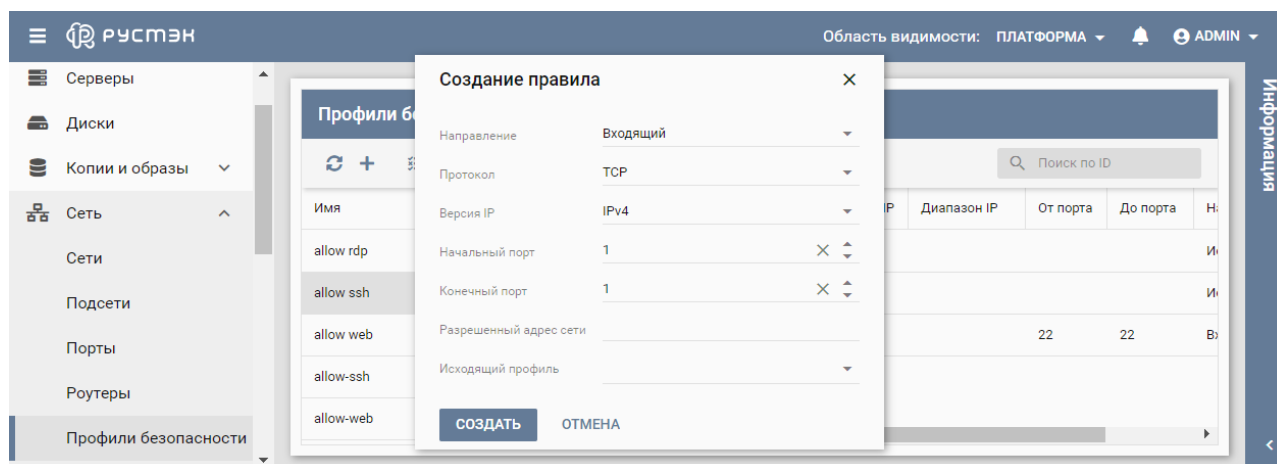 РУСТЭК
Область видимости: ПЛАТФОРМА ADMIN
Серверы
Диски
Копии и образы
Сеть
Сети
Подсети
Порты
Роутеры
Профили безопасности
Профили бе
Поиск по ID
Имя IP Диапазон IP От порта До порта
allow rdp
allow ssh
allow web 22 22
allow-ssh
allow-web
Создание правила
Направление Входящий
Протокол TCP
Версия IP IPv4
Начальный порт 1
Конечный порт 1
Разрешенный адрес сети
Исходящий профиль
СОЗДАТЬ ОТМЕНА
Информация